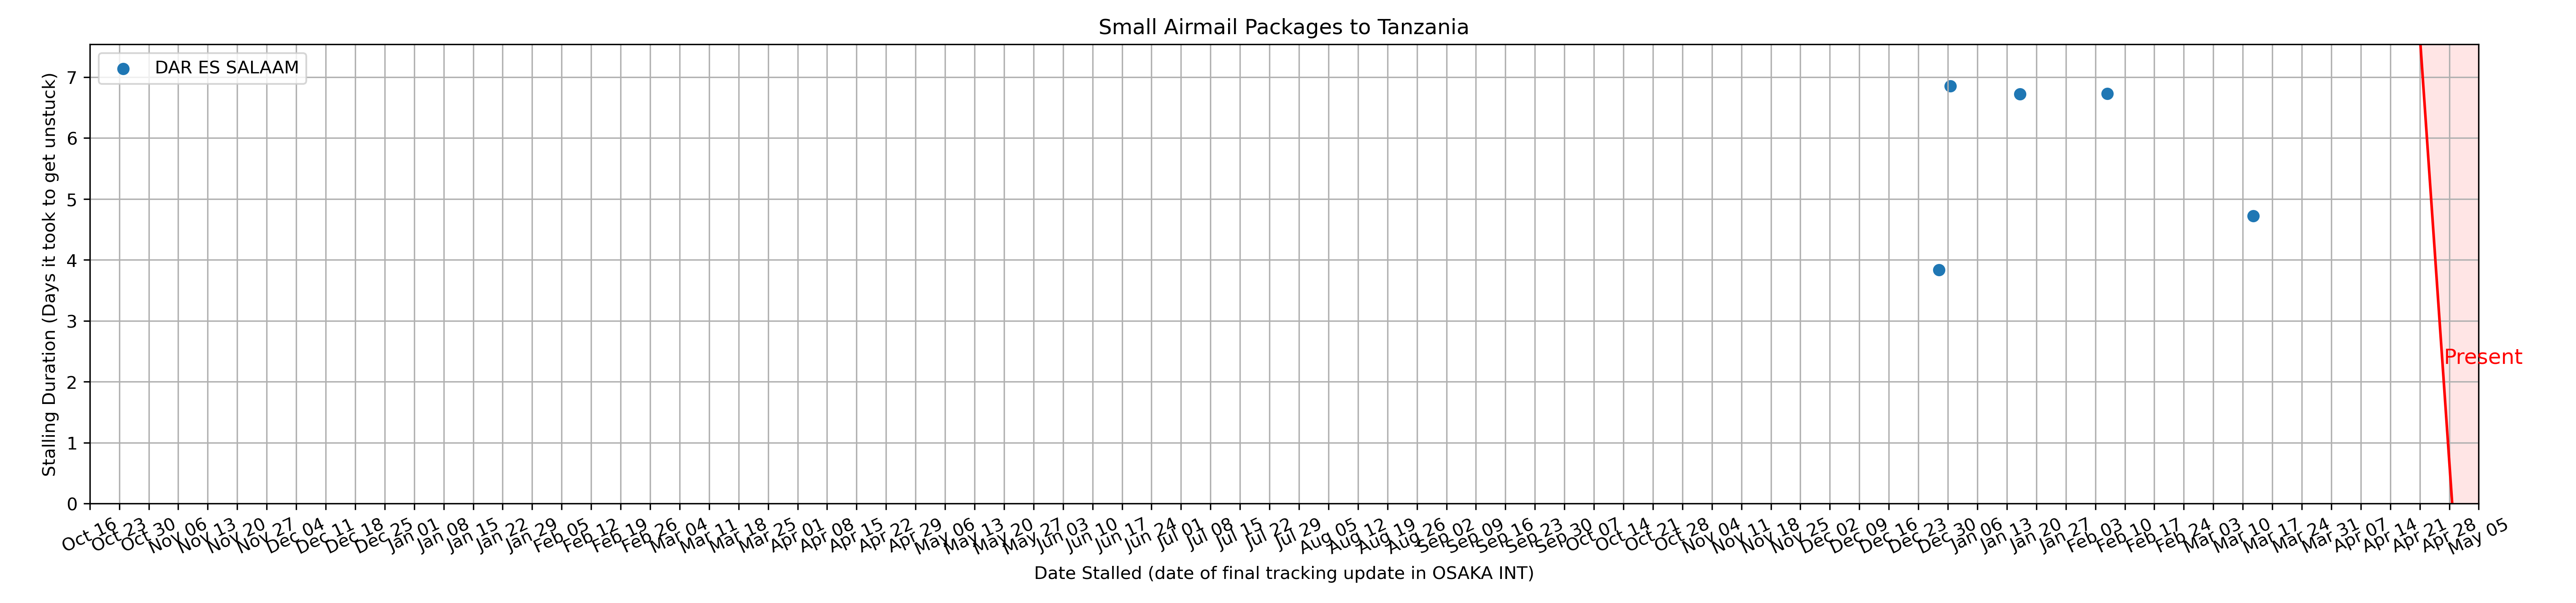 Small Airmail Packages to Tanzania
DAR ES SALAAM
Stalling Duration (Days it took to get unstuck)
7
6
5
4
3
2
1
0
Present
Oct 16
Oct 23
Oct 30
Nov 06
Nov 13
Nov 20
Nov 27
Dec 04
Dec 11
Dec 18
Dec 25
Jan 01
Jan 08
Jan 15
Jan 22
Jan 29
Feb 05
Feb 12
Feb 19
Feb 26
Mar 04
Mar 11
Mar 18
Mar 25
Apr 01
Apr 08
Apr 15
Apr 22
Apr 29
May 06
May 13
May 20
May 27
Jun 03
Jun 10
Jun 17
Jun 24
Jul 01
Jul 08
Jul 15
Jul 22
Jul 29
Aug 05
Aug 12
Aug 19
Aug 26
Sep 02
Sep 09
Sep 16
Sep 23
Sep 30
Oct 07
Oct 14
Oct 21
Oct 28
Nov 04
Nov 11
Nov 18
Nov 25
Dec 02
Dec 09
Dec 16
Dec 23
Dec 30
Jan 06
Jan 13
Jan 20
Jan 27
Feb 03
Feb 10
Feb 17
Feb 24
Mar 03
Mar 10
Mar 17
Mar 24
Mar 31
Apr 07
Apr 14
Apr 21
Apr 28
May 05
Date Stalled (date of final tracking update in OSAKA INT)